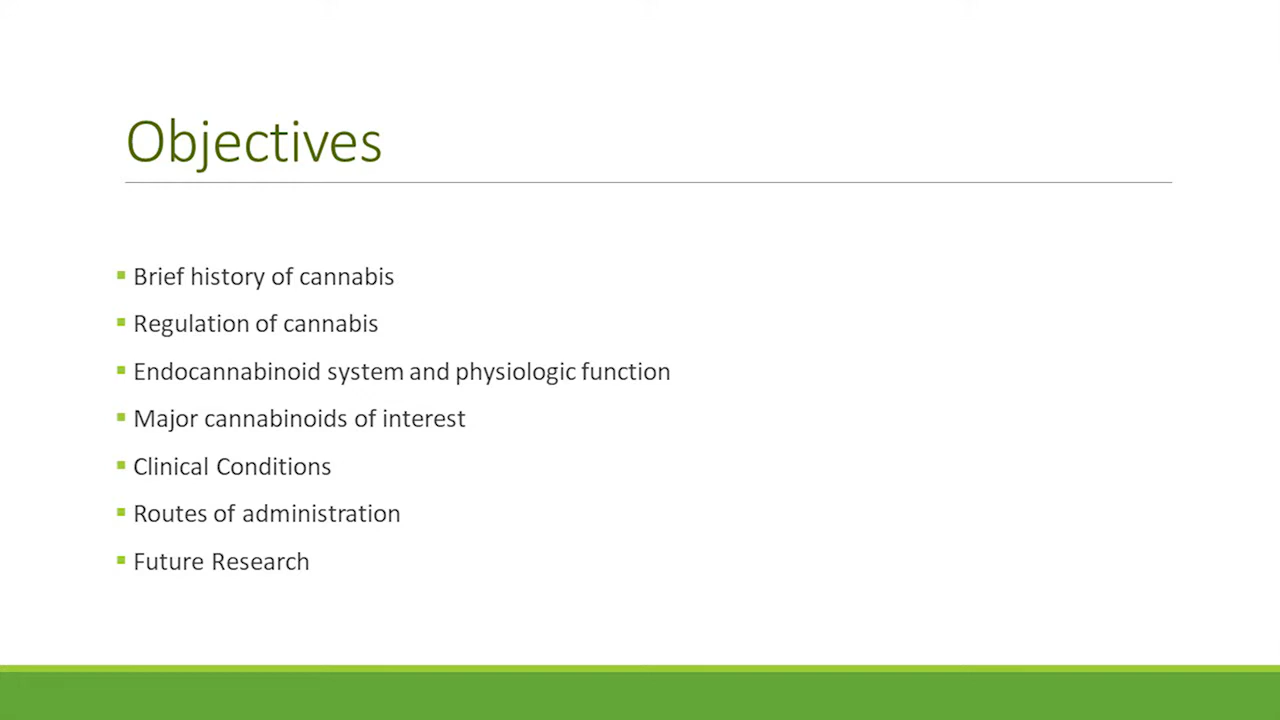 Objectives
Brief history of cannabis
Regulation of cannabis
Endocannabinoid system and physiologic function
Major cannabinoids of interest
Clinical Conditions
Routes of administration
Future Research